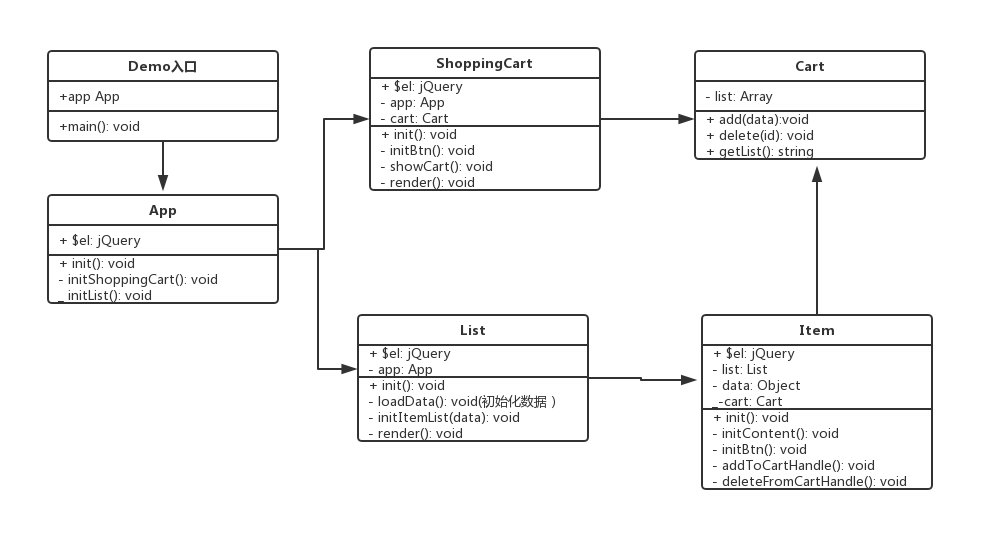 Demo入口
+app App
+main(): void
App
+ $el: jQuery
+ init(): void
- initShoppingCart(): void
_ initList(): void
ShoppingCart
+ $el: jQuery
- app: App
- cart: Cart
+ init(): void
- initBtn(): void
- showCart(): void
- render(): void
List
+ $el: jQuery
- app: App
+ init(): void
- loadData(): void(初始化数据 )
- initItemList(data): void
- render(): void
Cart
- list: Array
+ add(data):void
+ delete(id): void
+ getList(): string
Item
+ $el: jQuery
- list: List
- data: Object
_-cart: Cart
+ init(): void
- initContent(): void
- initBtn(): void
- addToCartHandle(): void
- deleteFromCartHandle(): void